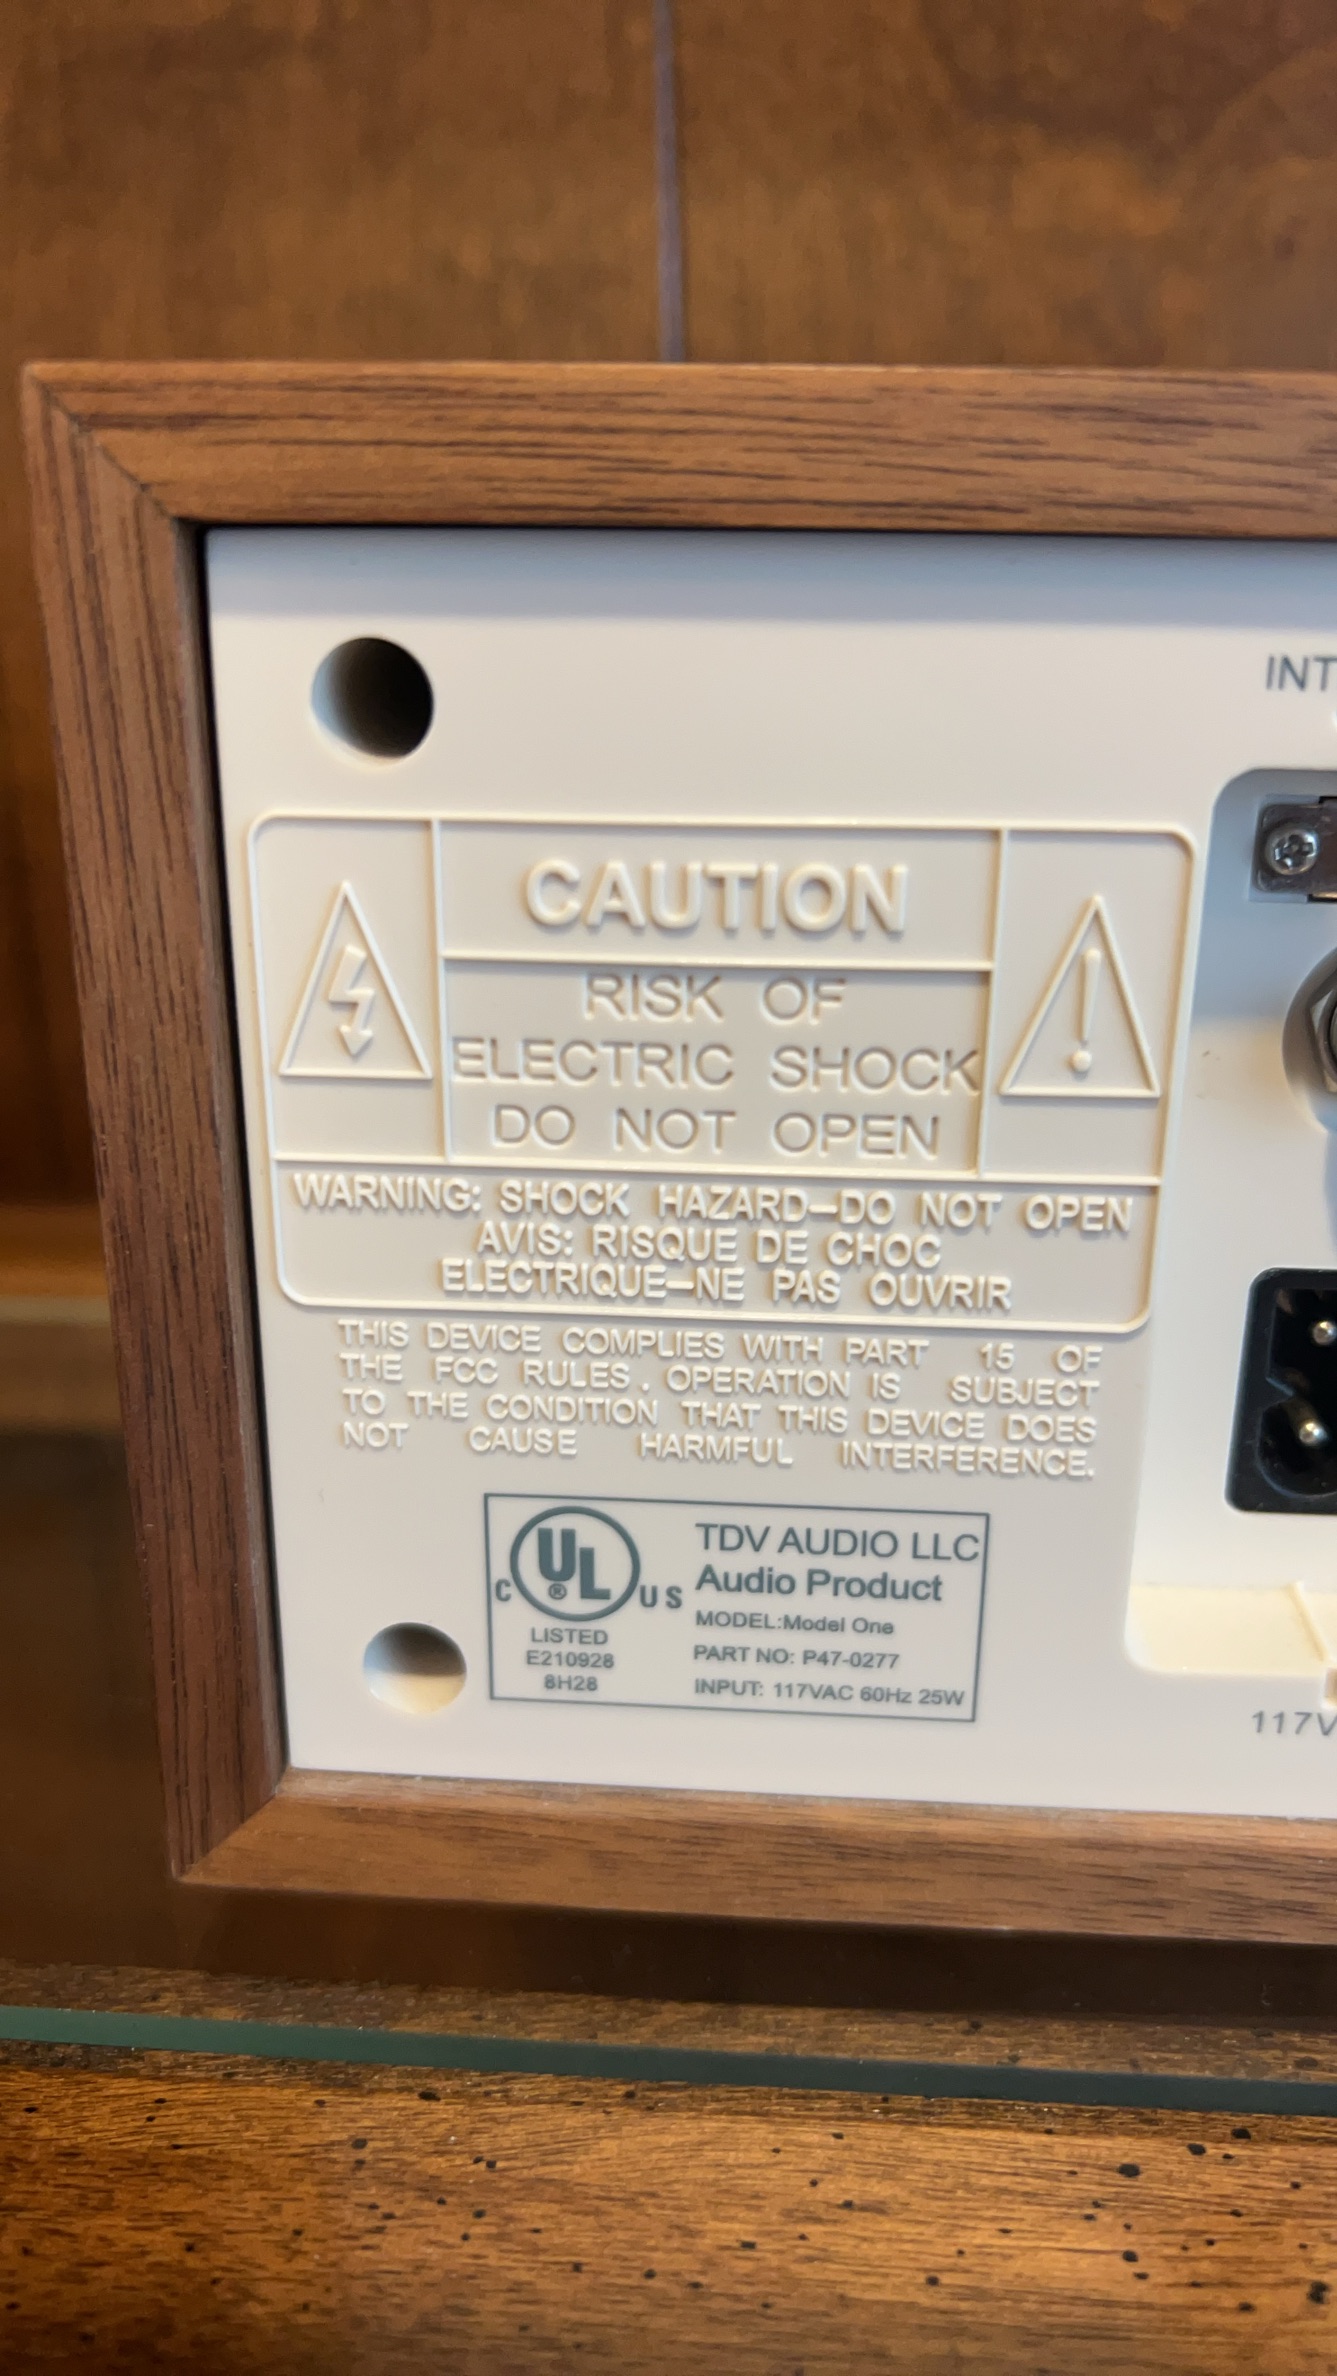 INT
CAUTION
RISK OF
ELECTRIC SHOCK
DO NOT OPEN
WARNING: SHOCK HAZARD—DO NOT OPEN
AVIS: RISQUE DE CHOC
ELECTRIQUE—NE PAS OUVRIR
THIS DEVICE COMPLIES WITH PART 15 OF
THE FCC RULES. OPERATION IS SUBJECT
TO THE CONDITION THAT THIS DEVICE DOES
NOT CAUSE HARMFUL INTERFERENCE.
C UL ® US
LISTED
E210928
8H28
TDV AUDIO LLC
Audio Product
MODEL:Model One
PART NO: P47-0277
INPUT: 117VAC 60Hz 25W
117V